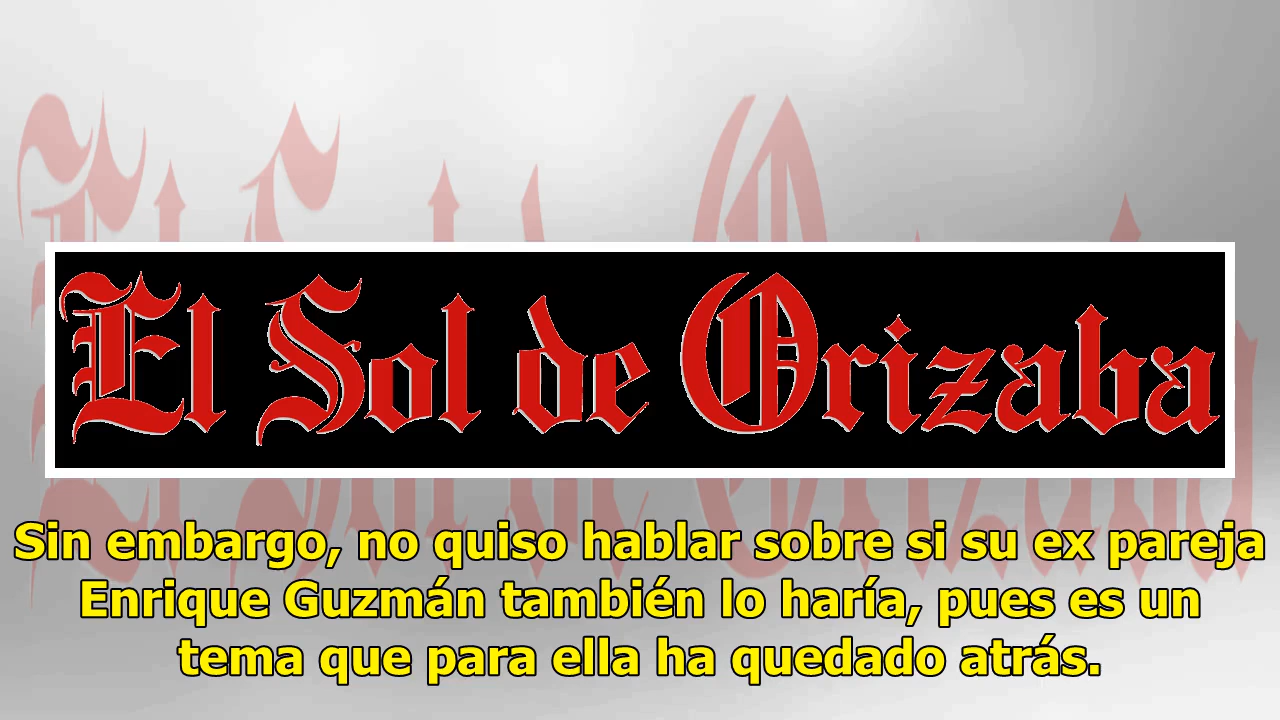 El Sol de Orizaba
Sin embargo, no quiso hablar sobre si su ex pareja
Enrique Guzmán también lo haría, pues es un
tema que para ella ha quedado atrás.